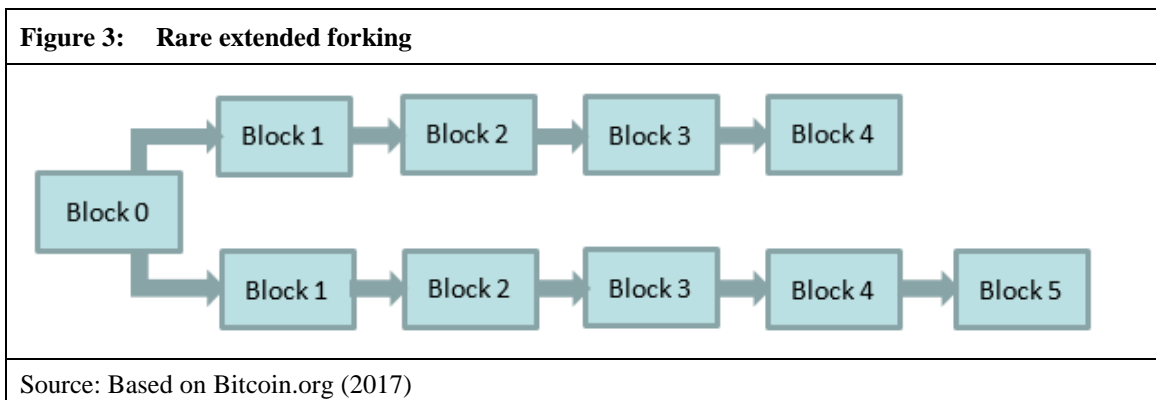 Figure 3: Rare extended forking
Block 1
Block 2
Block 3
Block 4
Block 0
Block 1
Block 2
Block 3
Block 4
Block 5
Source: Based on Bitcoin.org (2017)